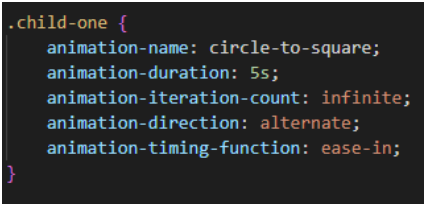 .child-one {
    animation-name: circle-to-square;
    animation-duration: 5s;
    animation-iteration-count: infinite;
    animation-direction: alternate;
    animation-timing-function: ease-in;
}